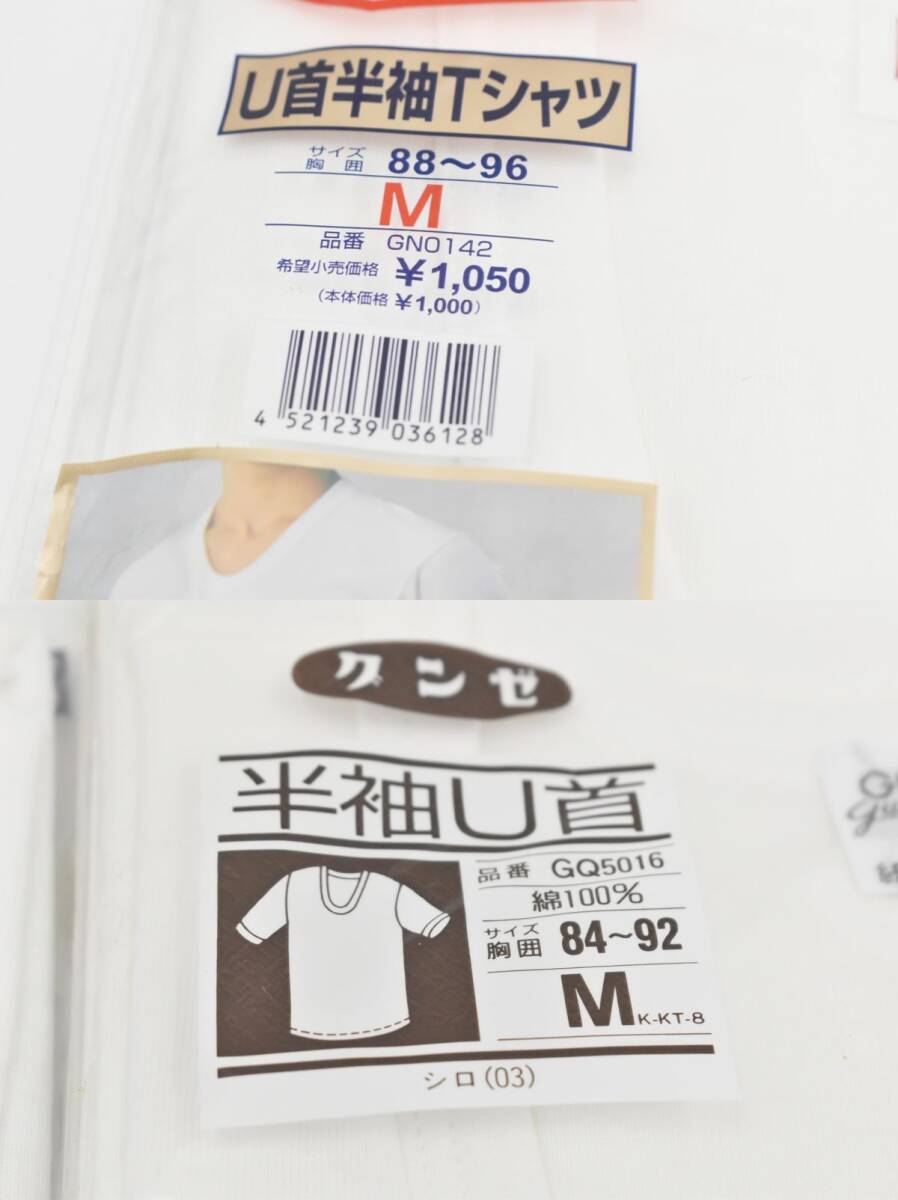 U首半袖Tシャツ
サイズ
胸囲 88〜96
M
品番 GN0142
希望小売価格 ¥1,050
(本体価格 ¥1,000)
4 521239 036128
グンゼ
半袖U首
品番 GQ5016
綿100%
サイズ
胸囲 84〜92
M K-KT-8
シロ(03)